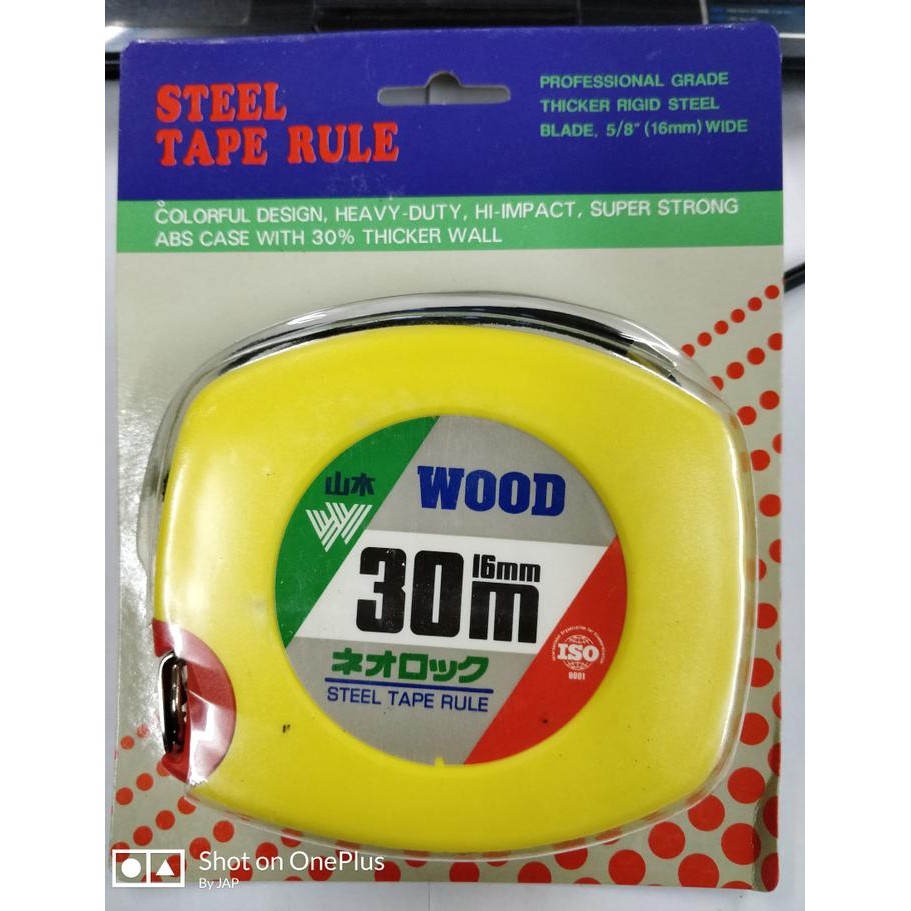 STEEL
TAPE RULE
PROFESSIONAL GRADE
THICKER RIGID STEEL
BLADE, 5/8" (16mm) WIDE
COLORFUL DESIGN, HEAVY-DUTY, HI-IMPACT, SUPER STRONG
ABS CASE WITH 30% THICKER WALL
山木
WOOD
16mm
30m
ネオロック
STEEL TAPE RULE
ISO
9001
Shot on OnePlus
By JAP